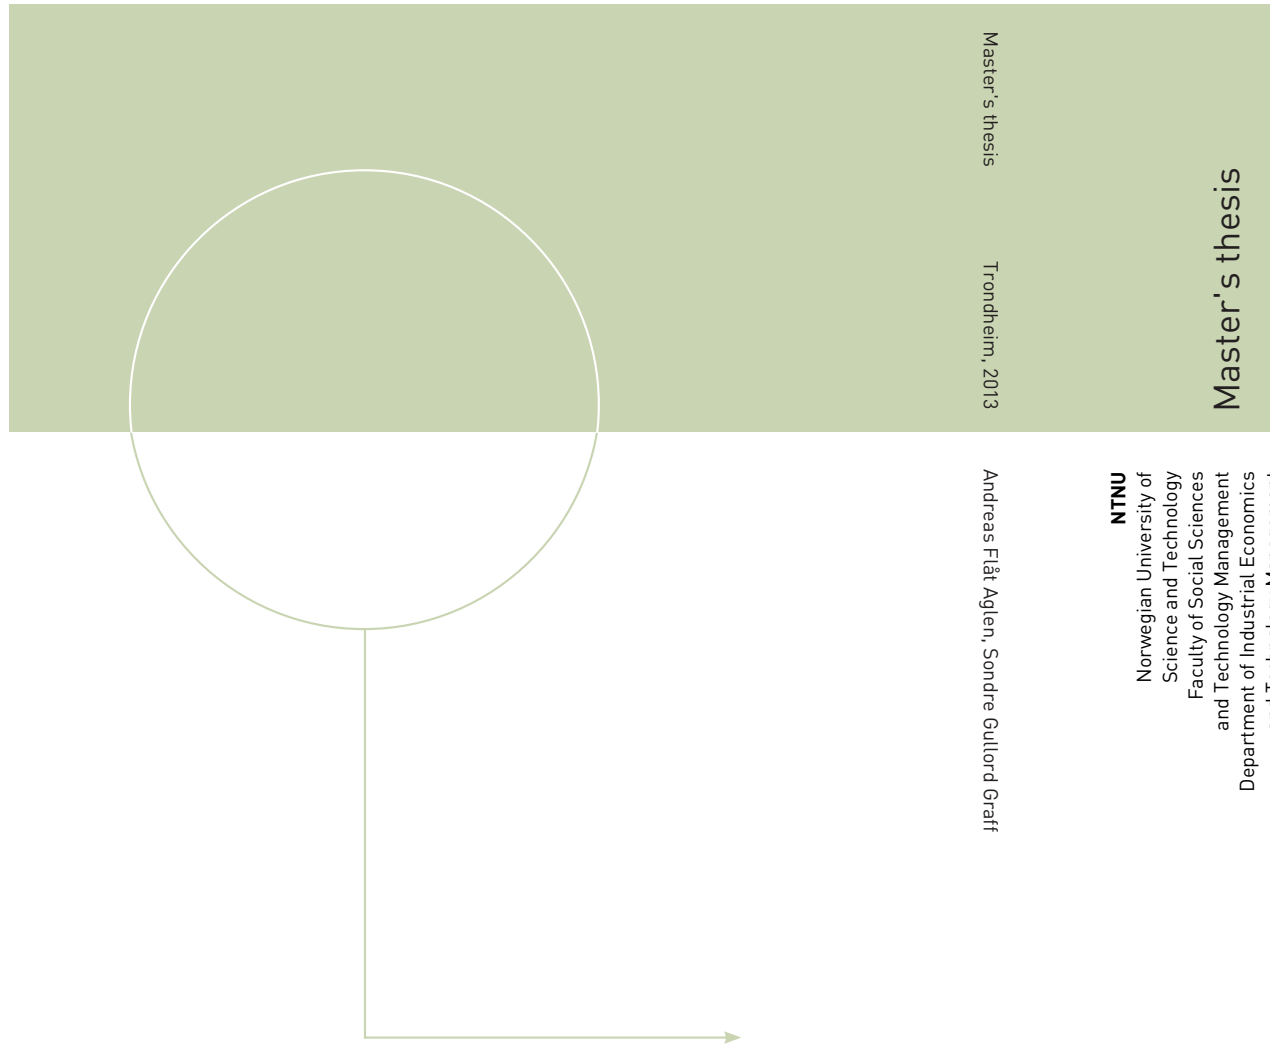 Master's thesis
Trondheim, 2013
Andreas Flåt Aglen, Sondre Gullord Graff
Master's thesis
NTNU
Norwegian University of
Science and Technology
Faculty of Social Sciences
and Technology Management
Department of Industrial Economics